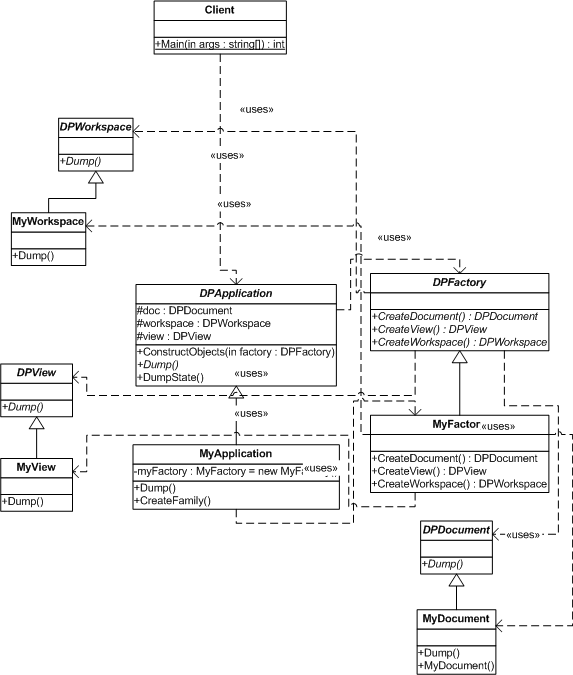 Client
+Main(in args : string[]) : int
«uses»
DPWorkspace
+Dump()
«uses»
«uses»
MyWorkspace
+Dump()
«uses»
DPApplication
#doc : DPDocument
#workspace : DPWorkspace
#view : DPView
+ConstructObjects(in factory : DPFactory)
+Dump()
+DumpState()
DPFactory
+CreateDocument() : DPDocument
+CreateView() : DPView
+CreateWorkspace() : DPWorkspace
«uses»
DPView
+Dump()
«uses»
MyFactor
«uses»
+CreateDocument() : DPDocument
+CreateView() : DPView
+CreateWorkspace() : DPWorkspace
MyView
+Dump()
MyApplication
-myFactory : MyFactory = new MyFa
«uses»
+Dump()
+CreateFamily()
DPDocument
+Dump()
«uses»
MyDocument
+Dump()
+MyDocument()